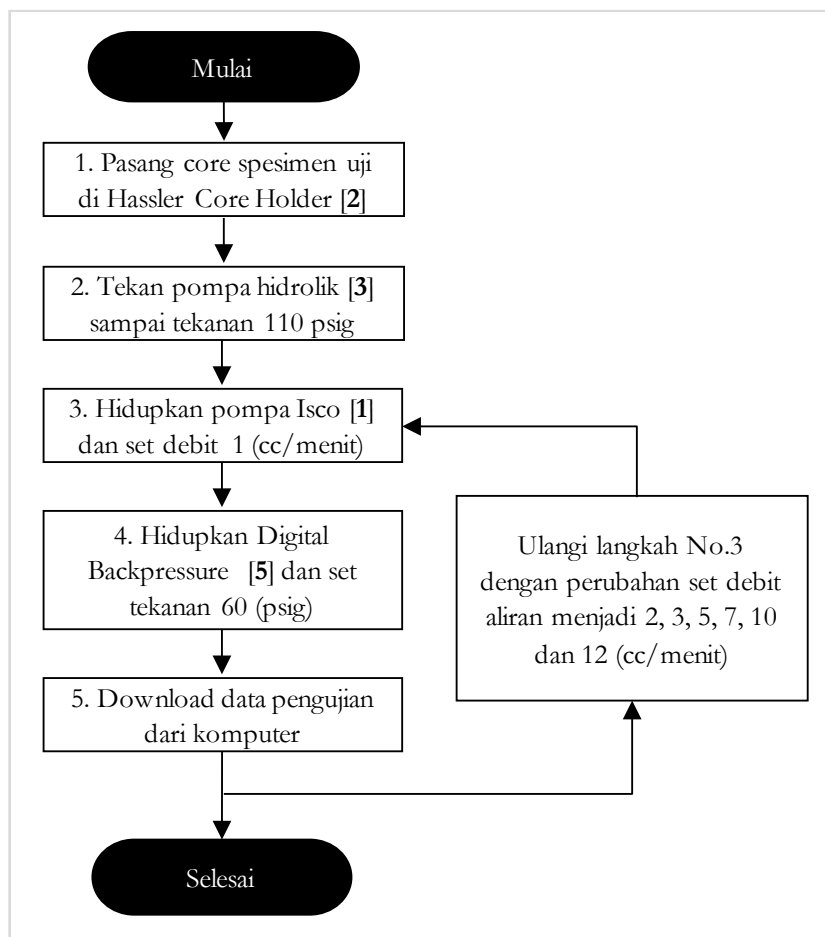 Mulai
1. Pasang core spesimen uji
di Hassler Core Holder [2]
2. Tekan pompa hidrolik [3]
sampai tekanan 110 psig
3. Hidupkan pompa Isco [1]
dan set debit 1 (cc/menit)
4. Hidupkan Digital
Backpressure [5] dan set
tekanan 60 (psig)
5. Download data pengujian
dari komputer
Ulangi langkah No.3
dengan perubahan set debit
aliran menjadi 2, 3, 5, 7, 10
dan 12 (cc/menit)
Selesai